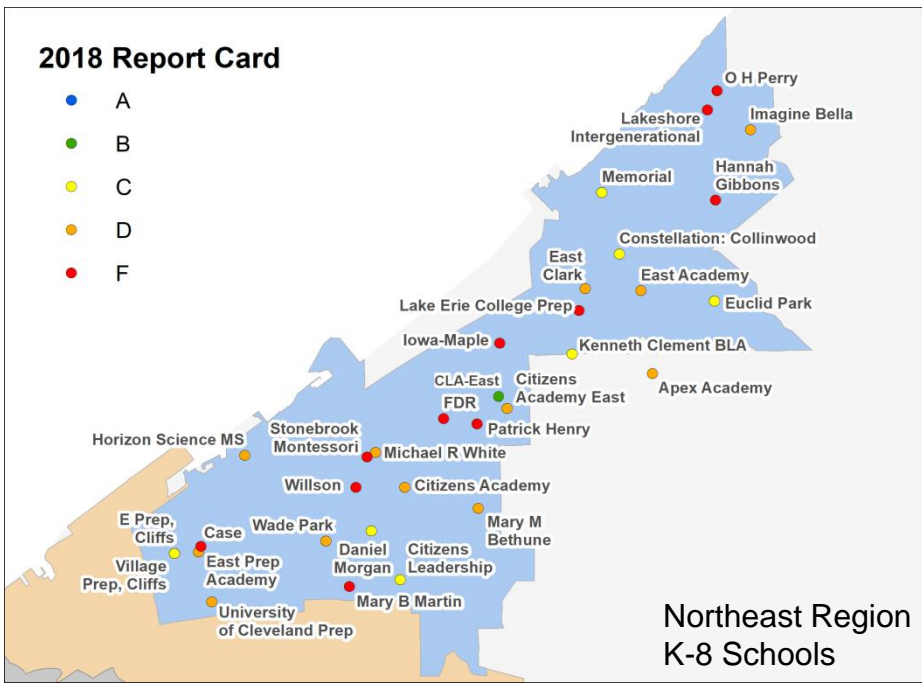 2018 Report Card
A
B
C
D
F
O H Perry
Lakeshore
Intergenerational
Imagine Bella
Memorial
Hannah
Gibbons
Constellation: Collinwood
East
Clark
East Academy
Euclid Park
Lake Erie College Prep
Iowa-Maple
Kenneth Clement BLA
CLA-East
Citizens
Academy East
Apex Academy
FDR
Patrick Henry
Horizon Science MS
Stonebrook
Montessori
Michael R White
Willson
Citizens Academy
E Prep,
Cliffs
Case
Wade Park
Mary M
Bethune
Village
Prep, Cliffs
East Prep
Academy
Daniel
Morgan
Citizens
Leadership
Mary B Martin
University
of Cleveland Prep
Northeast Region
K-8 Schools